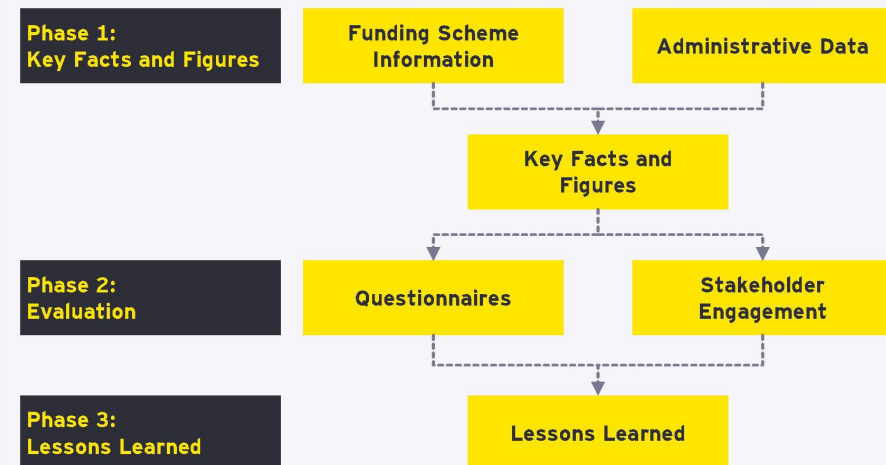 Phase 1:
Key Facts and Figures
Funding Scheme
Information
Administrative Data
Key Facts and
Figures
Phase 2:
Evaluation
Questionnaires
Stakeholder
Engagement
Phase 3:
Lessons Learned
Lessons Learned